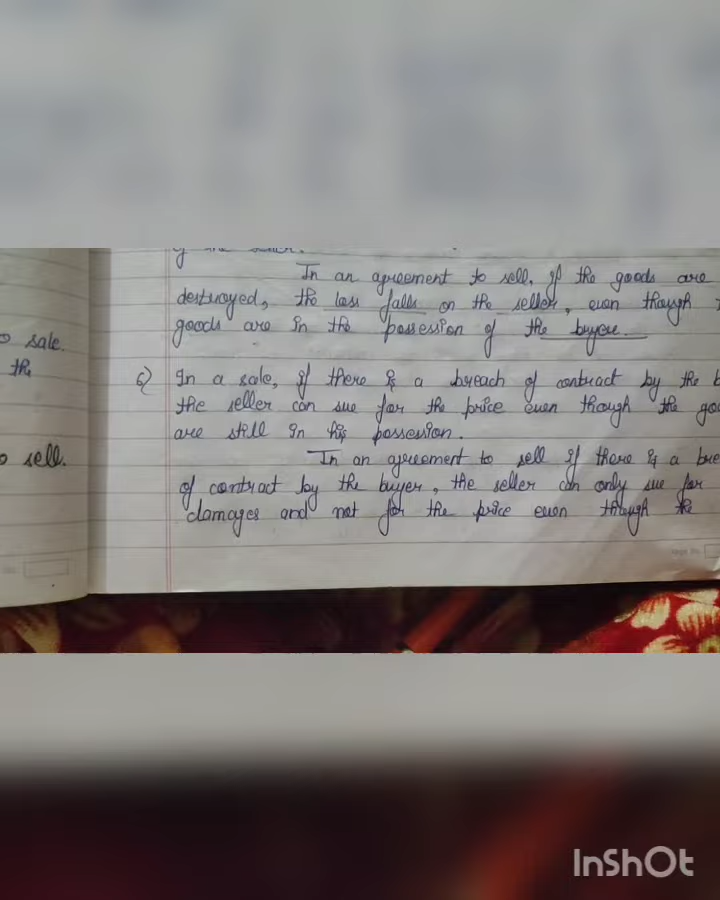 sale.
the
sell.
In an agreement to sell, if the goods are
destroyed, the loss falls on the seller, even though
goods are in the possession of the buyer.
In a sale, if there is a breach of contract by the
the seller can sue for the price even though the
are still in his possession.
In an agreement to sell if there is a
of contract by the buyer, the seller can only sue for
damages and not for the price even though the
InShOt